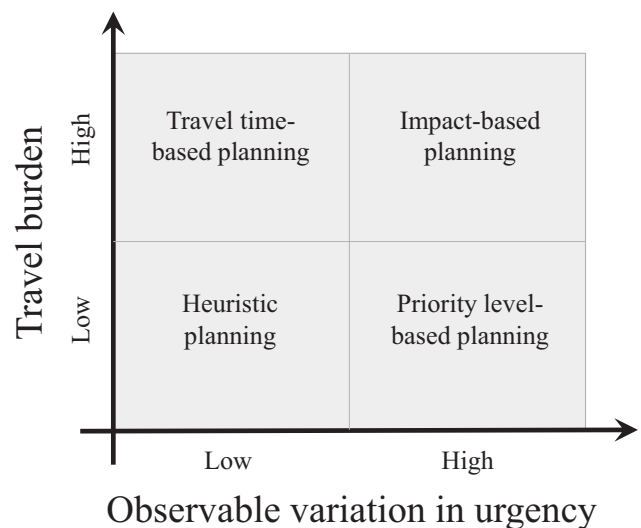 Travel burden
High
Low
Travel time-
based planning
Impact-based
planning
Heuristic
planning
Priority level-
based planning
Low
High
Observable variation in urgency